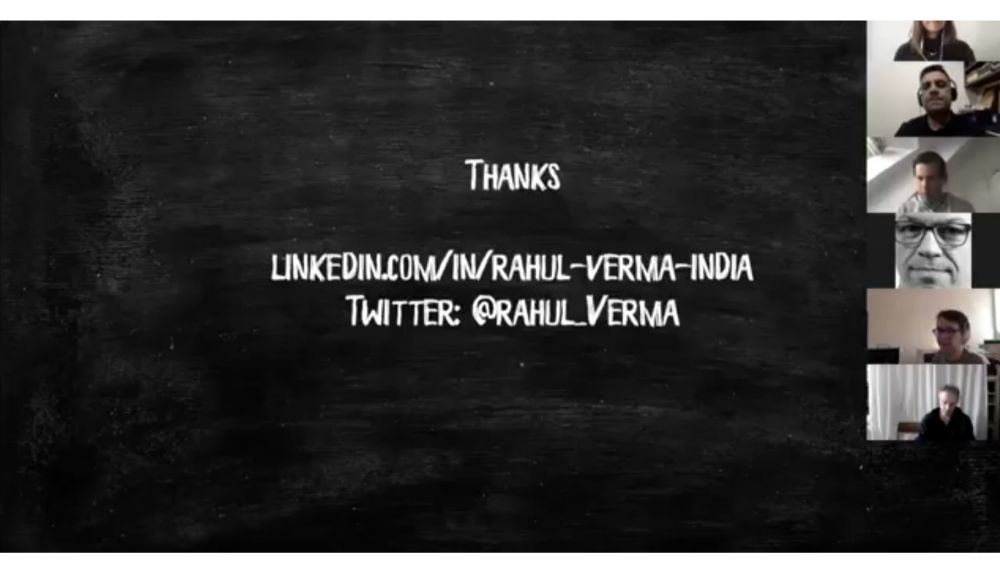 THANKS
LINKEDIN.COM/IN/RAHUL-VERMA-INDIA
TWITTER: @RAHUL_VERMA